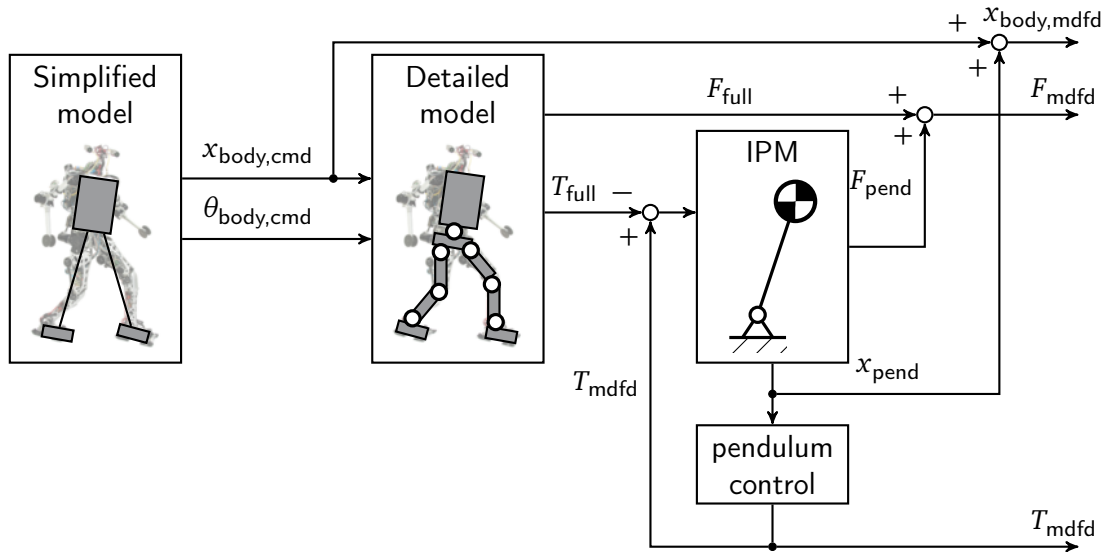 + x_body,mdfd
+
Simplified model
Detailed model
F_full + F_mdfd
+
IPM
x_body,cmd
T_full − F_pend
+
θ_body,cmd
x_pend
T_mdfd
pendulum control
T_mdfd